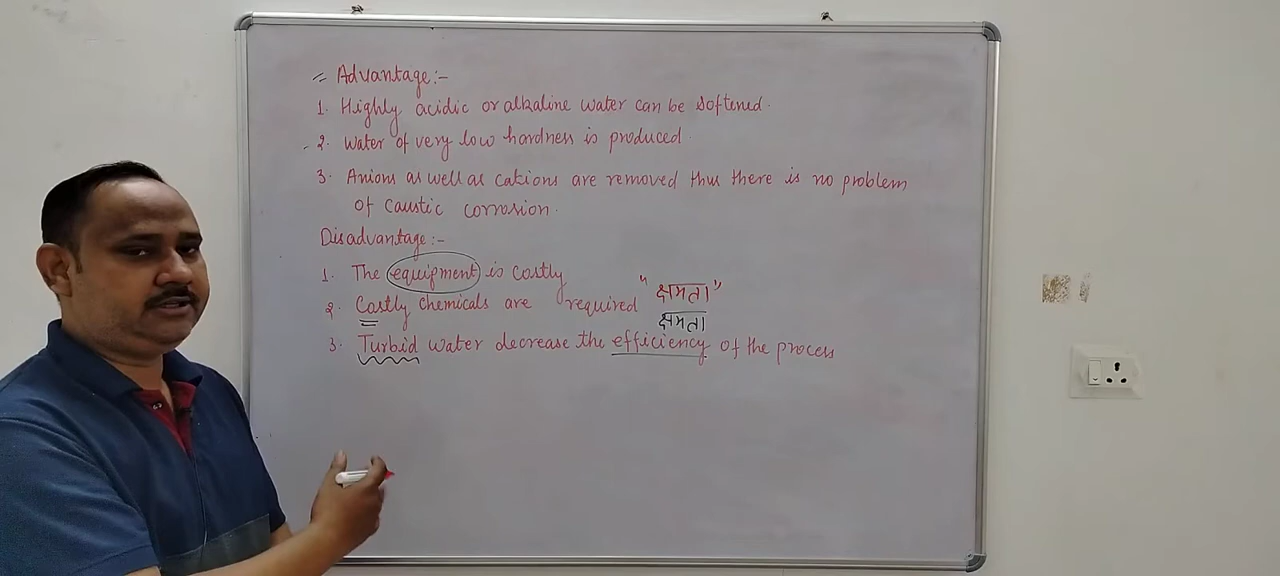 = Advantage:-
1. Highly acidic or alkaline water can be softened.
2. Water of very low hardness is produced.
3. Anions as well as cations are removed thus there is no problem
of caustic corrosion.
Disadvantage:-
1. The equipment is costly
2. Costly chemicals are required "क्षमता"
क्षमता
3. Turbid water decrease the efficiency of the process